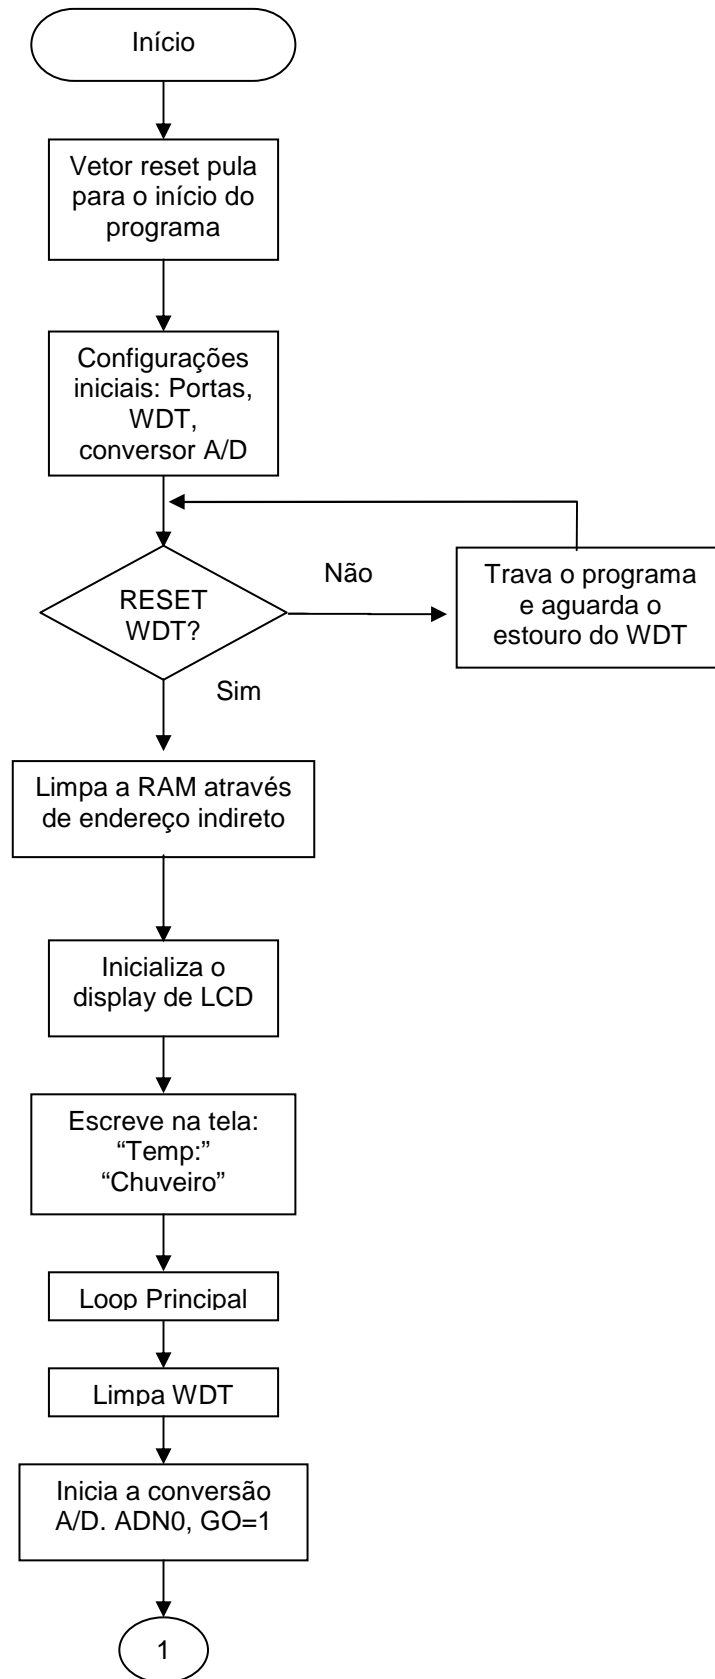 Início
Vetor reset pula
para o início do
programa
Configurações
iniciais: Portas,
WDT,
conversor A/D
RESET
WDT?
Não
Trava o programa
e aguarda o
estouro do WDT
Sim
Limpa a RAM através
de endereço indireto
Inicializa o
display de LCD
Escreve na tela:
“Temp:”
“Chuveiro”
Loop Principal
Limpa WDT
Inicia a conversão
A/D. ADN0, GO=1
1